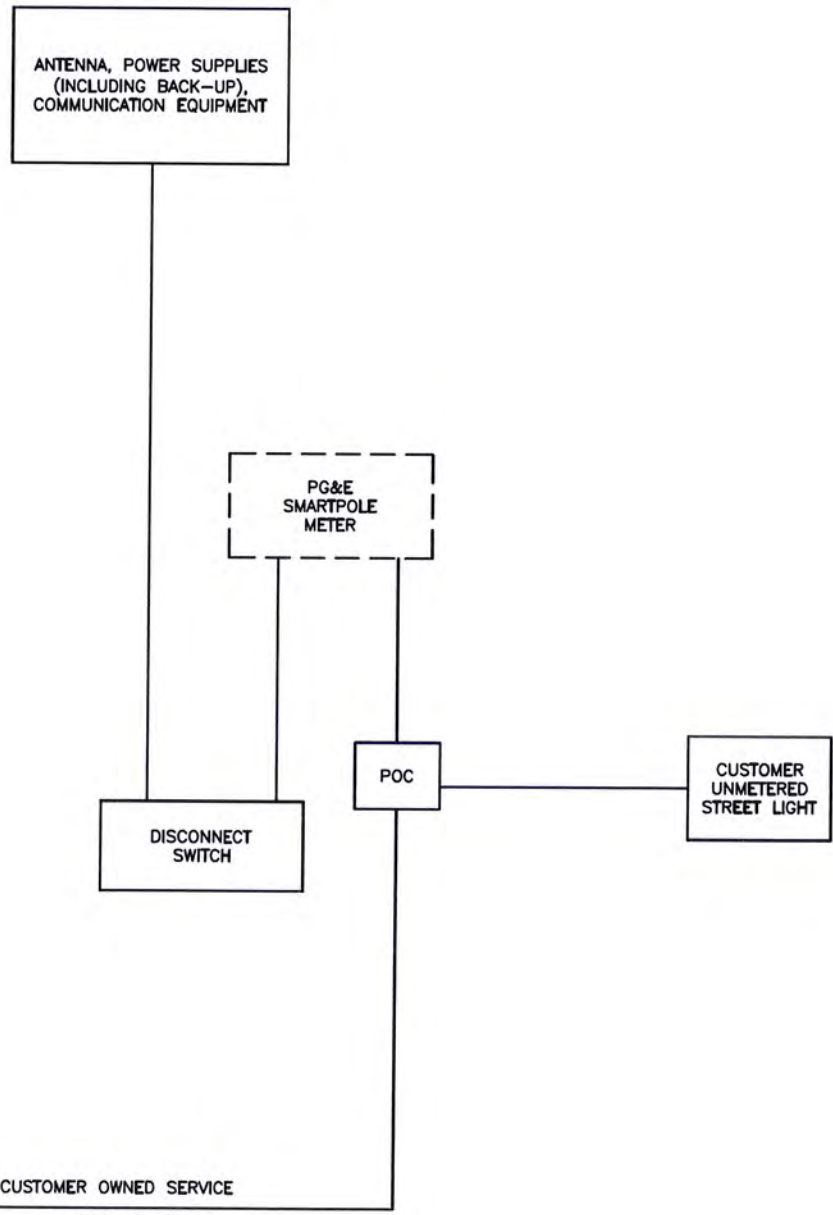 ANTENNA, POWER SUPPLIES
(INCLUDING BACK-UP),
COMMUNICATION EQUIPMENT
PG&E
SMARTPOLE
METER
POC
CUSTOMER
UNMETERED
STREET LIGHT
DISCONNECT
SWITCH
CUSTOMER OWNED SERVICE